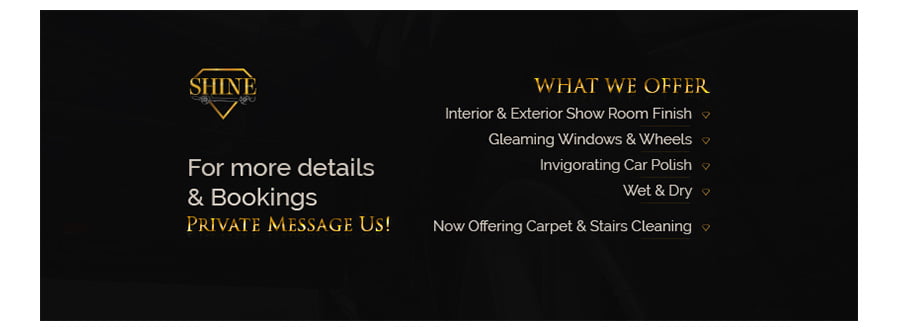 SHINE
For more details
& Bookings
Private Message Us!
What We Offer
Interior & Exterior Show Room Finish
Gleaming Windows & Wheels
Invigorating Car Polish
Wet & Dry
Now Offering Carpet & Stairs Cleaning